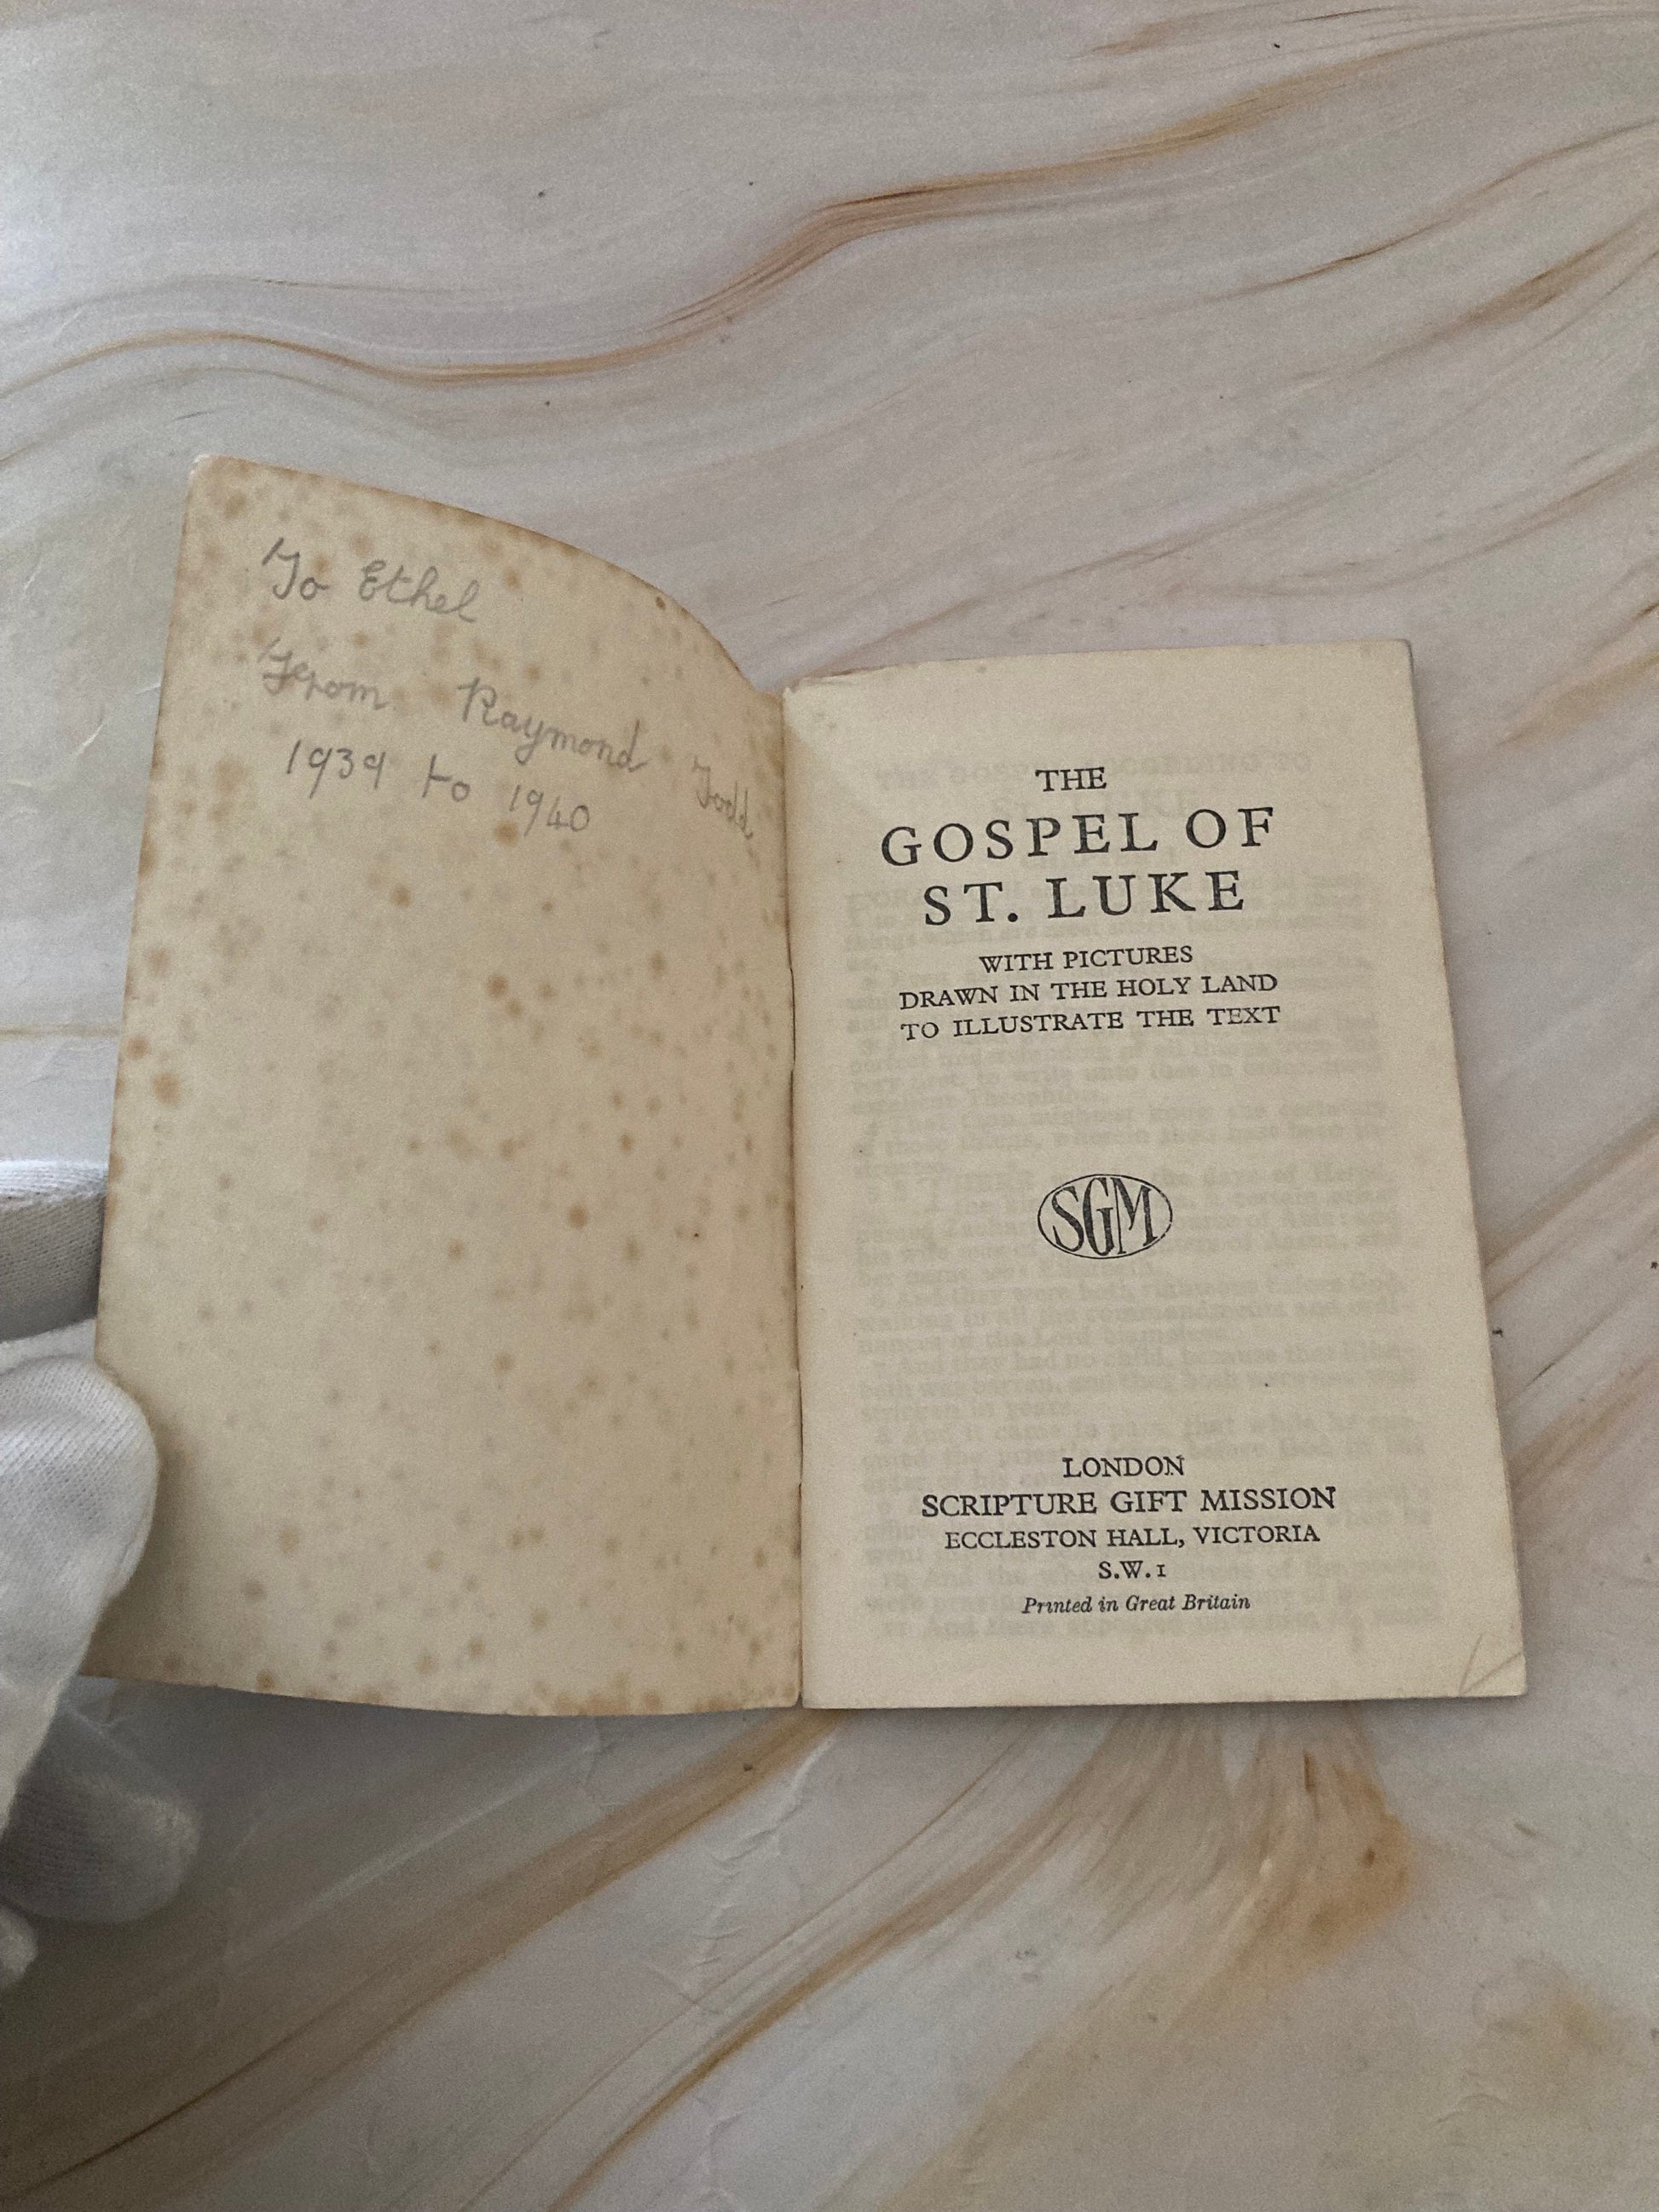 To Ethel
From Raymond Todd
1939 to 1940
THE
GOSPEL OF
ST. LUKE
WITH PICTURES
DRAWN IN THE HOLY LAND
TO ILLUSTRATE THE TEXT
SGM
LONDON
SCRIPTURE GIFT MISSION
ECCLESTON HALL, VICTORIA
S.W.1
Printed in Great Britain